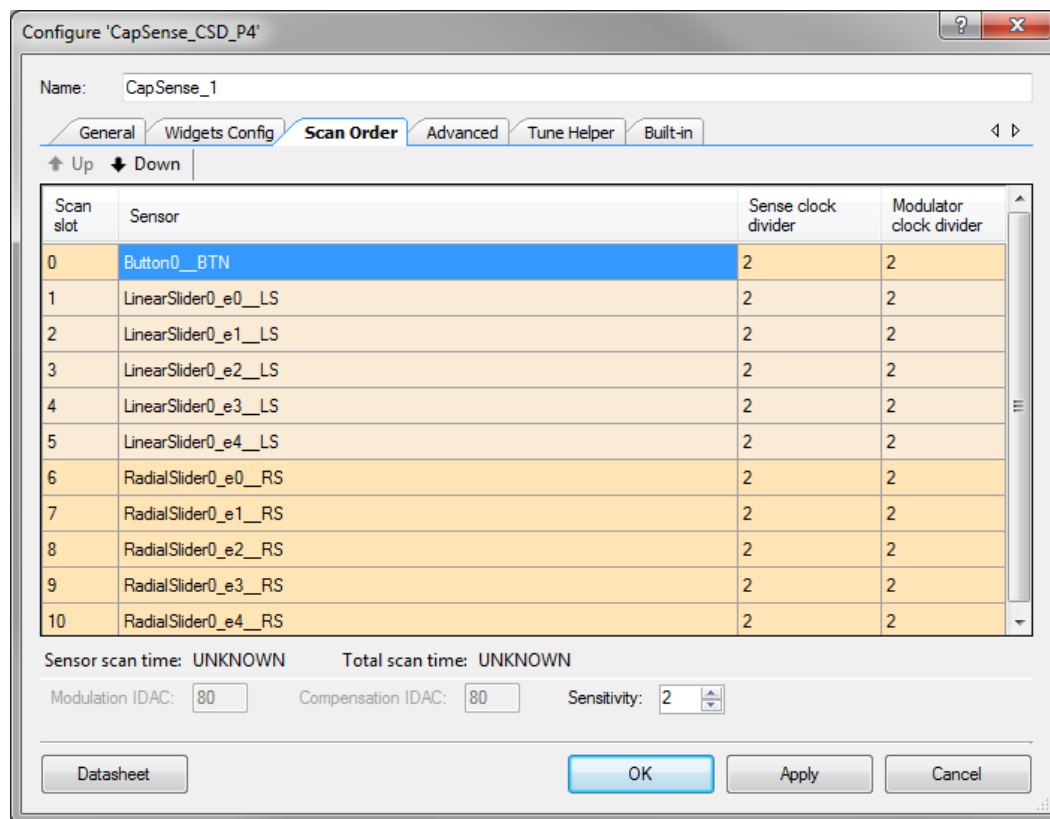 Configure 'CapSense_CSD_P4'
Name: CapSense_1
General Widgets Config Scan Order Advanced Tune Helper Built-in
Up Down
Scan slot Sensor Sense clock divider Modulator clock divider
0 Button0__BTN 2 2
1 LinearSlider0_e0__LS 2 2
2 LinearSlider0_e1__LS 2 2
3 LinearSlider0_e2__LS 2 2
4 LinearSlider0_e3__LS 2 2
5 LinearSlider0_e4__LS 2 2
6 RadialSlider0_e0__RS 2 2
7 RadialSlider0_e1__RS 2 2
8 RadialSlider0_e2__RS 2 2
9 RadialSlider0_e3__RS 2 2
10 RadialSlider0_e4__RS 2 2
Sensor scan time: UNKNOWN Total scan time: UNKNOWN
Modulation IDAC: 80 Compensation IDAC: 80 Sensitivity: 2
Datasheet OK Apply Cancel